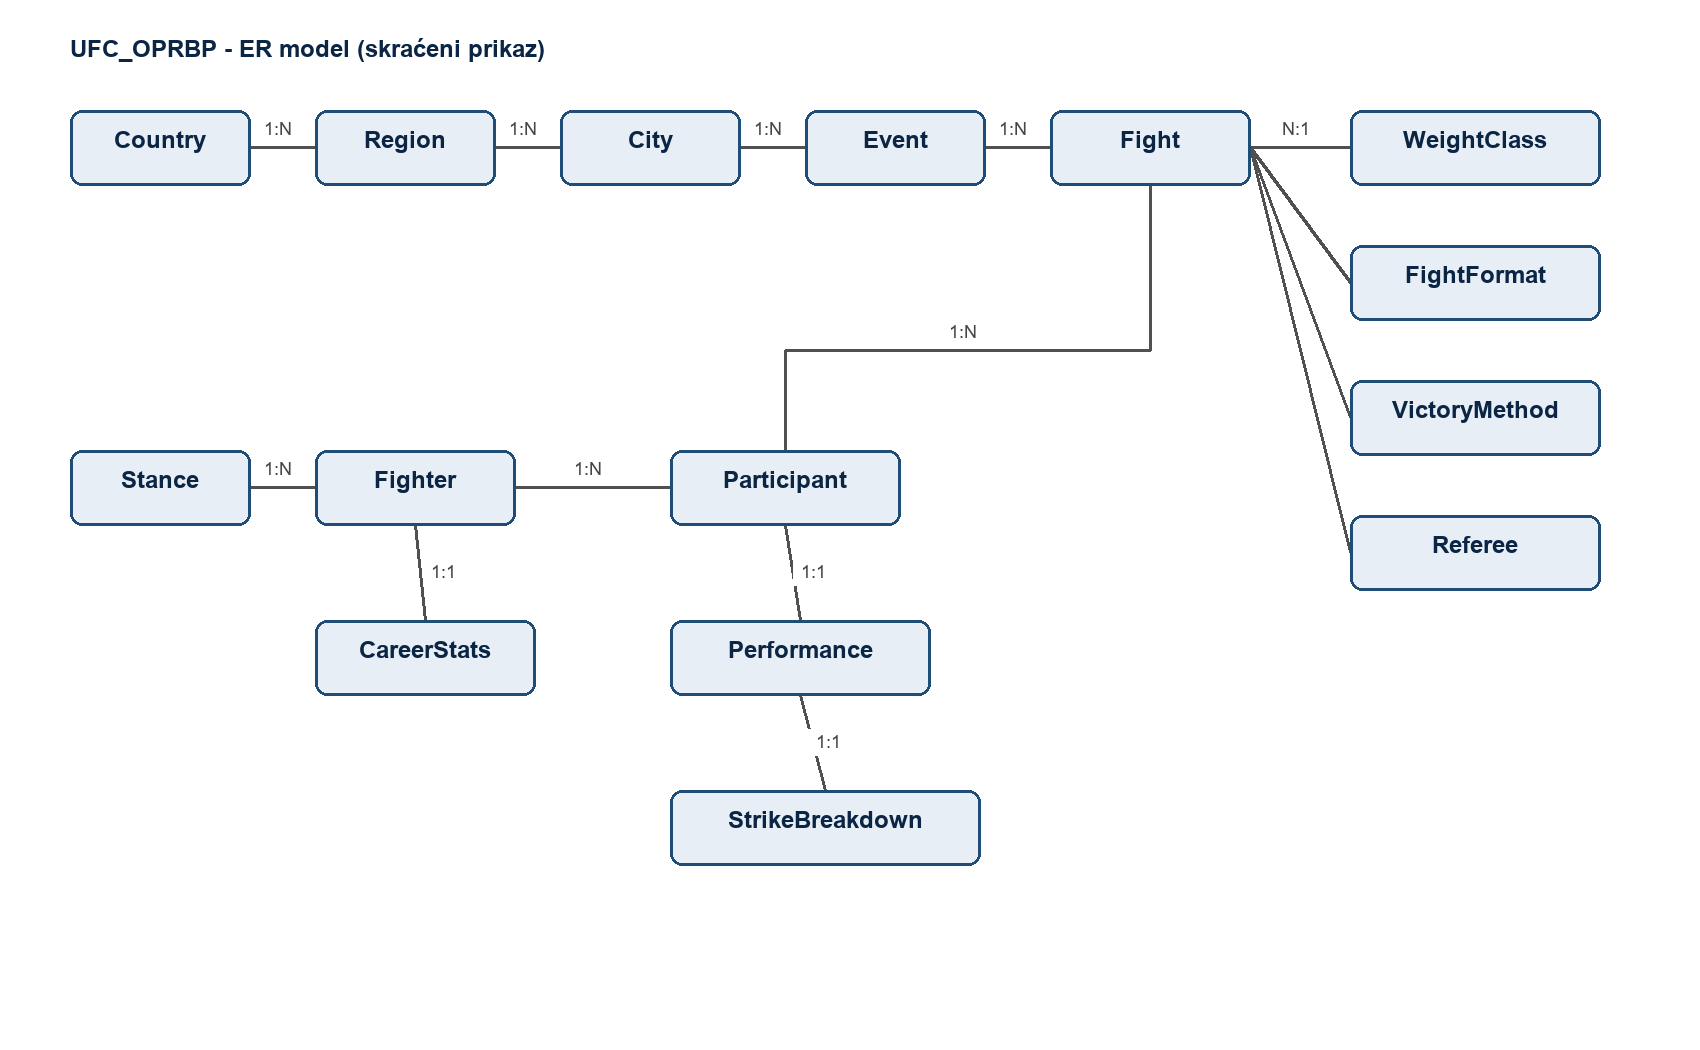 UFC_OPRBP - ER model (skraćeni prikaz)
Country 1:N Region 1:N City 1:N Event 1:N Fight N:1 WeightClass
FightFormat
1:N
VictoryMethod
Stance 1:N Fighter 1:N Participant
Referee
1:1 1:1
CareerStats Performance
1:1
StrikeBreakdown